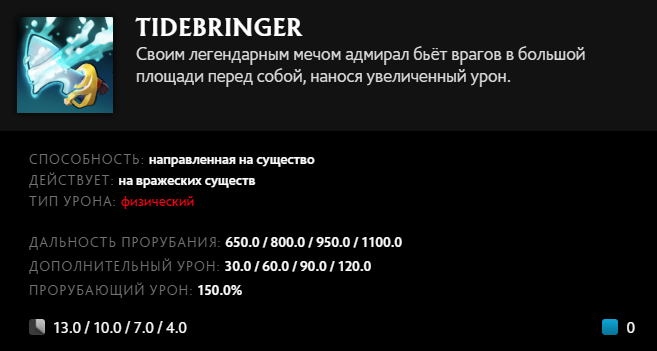 TIDEBRINGER
Своим легендарным мечом адмирал бьёт врагов в большой
площади перед собой, нанося увеличенный урон.
СПОСОБНОСТЬ: направленная на существо
ДЕЙСТВУЕТ: на вражеских существ
ТИП УРОНА: физический
ДАЛЬНОСТЬ ПРОРУБАНИЯ: 650.0 / 800.0 / 950.0 / 1100.0
ДОПОЛНИТЕЛЬНЫЙ УРОН: 30.0 / 60.0 / 90.0 / 120.0
ПРОРУБАЮЩИЙ УРОН: 150.0%
13.0 / 10.0 / 7.0 / 4.0 0